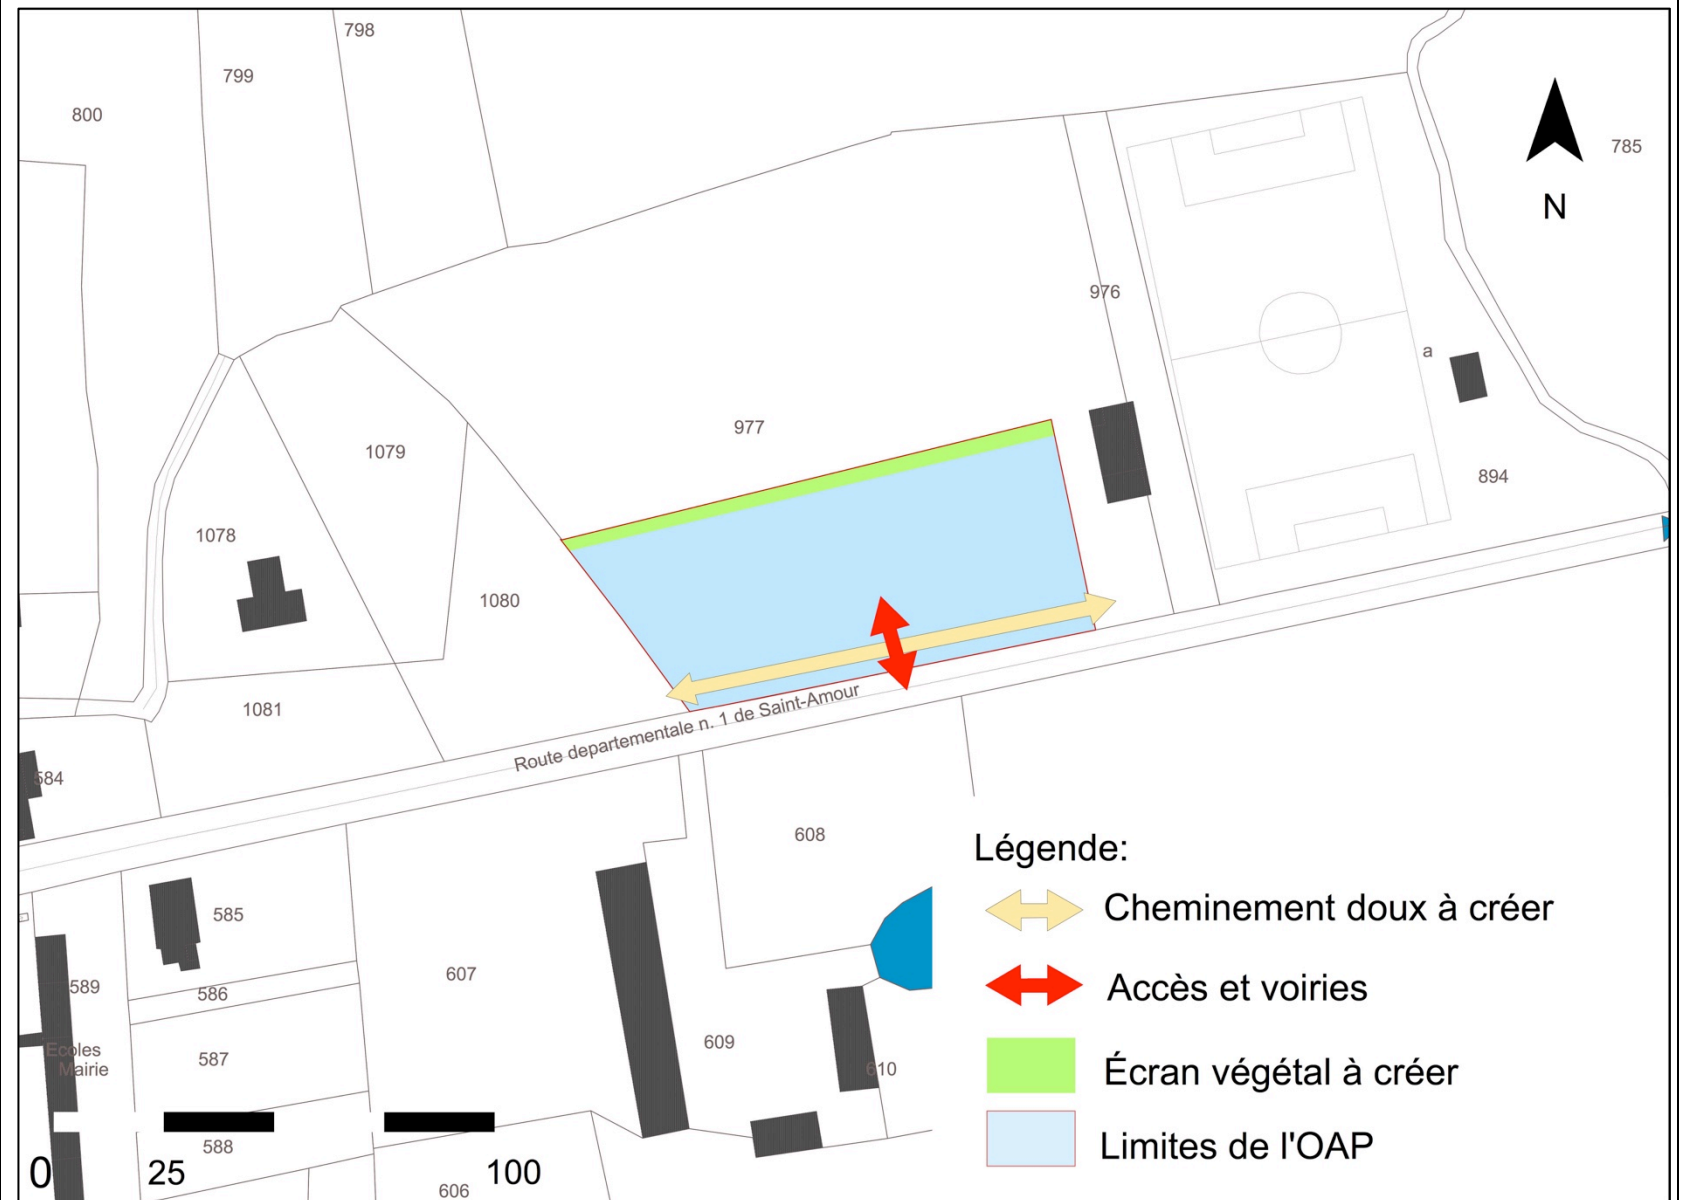 798
799
800
785
N
976
a
977
1079
894
1078
1080
1081
Route departementale n. 1 de Saint-Amour
584
608
Légende:
Cheminement doux à créer
585
607
589
586
Accès et voiries
609
Ecoles
Mairie
587
610
Écran végétal à créer
588
Limites de l'OAP
0
25
100
606